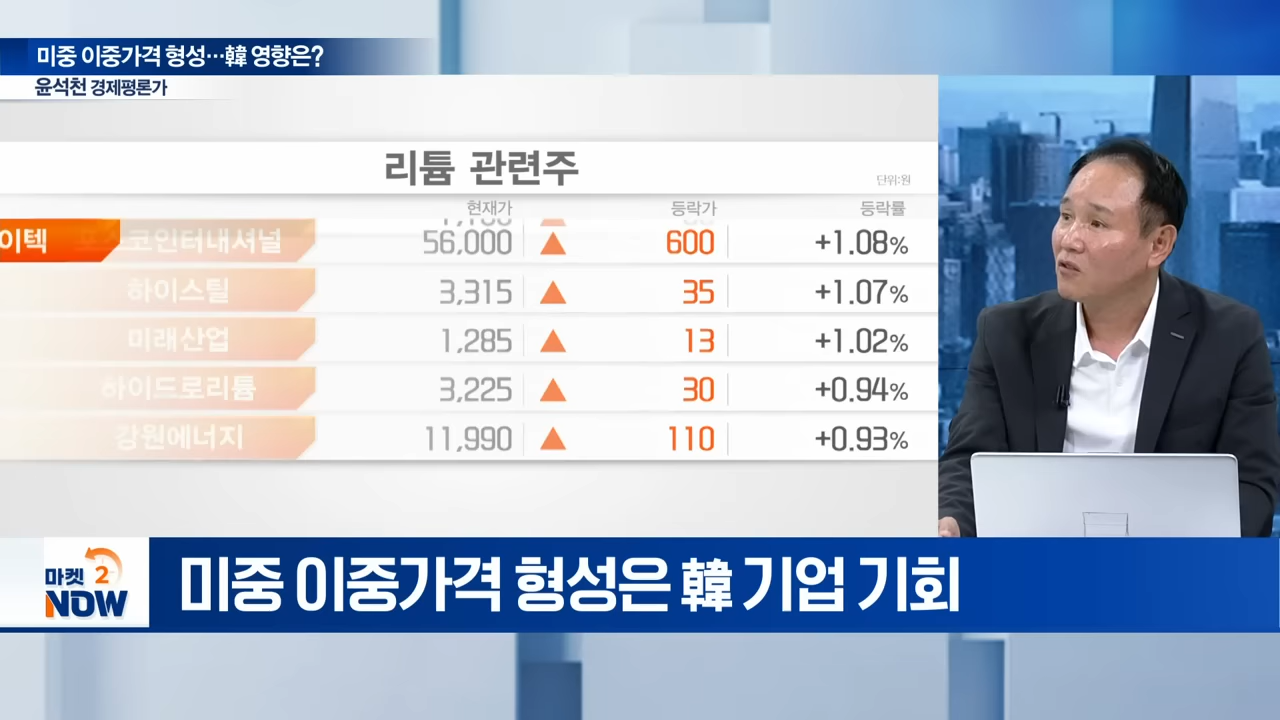 미중 이중가격 형성…韓 영향은?
윤석천 경제평론가
리튬 관련주
단위:원
현재가 등락가 등락률
이텍 코인터내셔널 56,000 ▲ 600 +1.08%
하이스틸 3,315 ▲ 35 +1.07%
미래산업 1,285 ▲ 13 +1.02%
하이드로리튬 3,225 ▲ 30 +0.94%
강원에너지 11,990 ▲ 110 +0.93%
마켓 2
NOW
미중 이중가격 형성은 韓 기업 기회